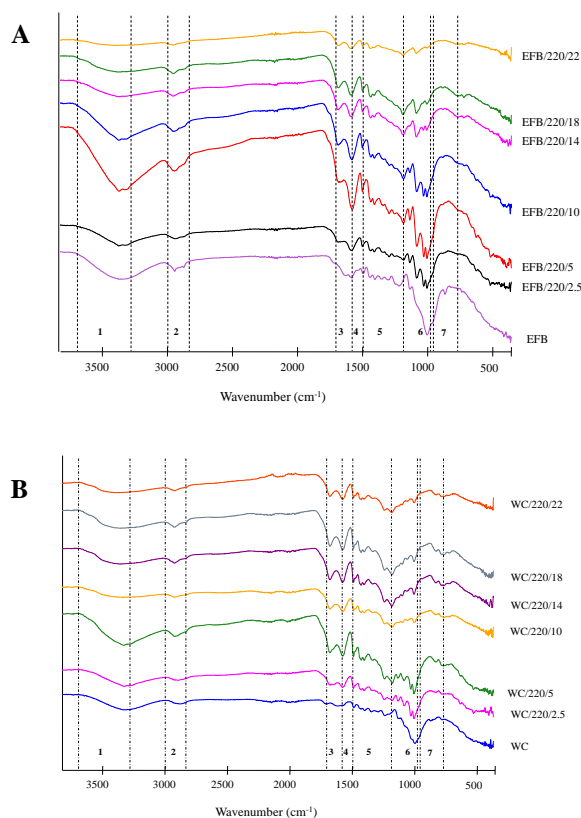 A
EFB/220/22
EFB/220/18
EFB/220/14
EFB/220/10
EFB/220/5
EFB/220/2.5
EFB
1 2 3 4 5 6 7
3500 3000 2500 2000 1500 1000 500
Wavenumber (cm-1)
B
WC/220/22
WC/220/18
WC/220/14
WC/220/10
WC/220/5
WC/220/2.5
WC
1 2 3 4 5 6 7
3500 3000 2500 2000 1500 1000 500
Wavenumber (cm-1)